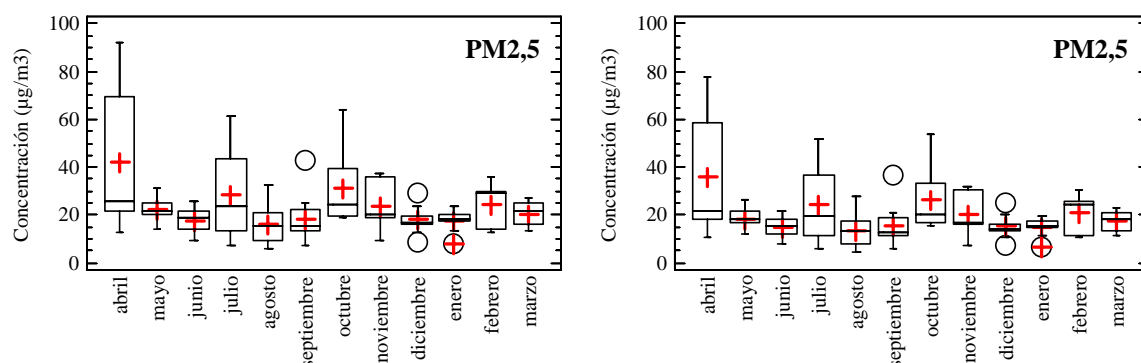 PM2,5
Concentración (µg/m3)
100
80
60
40
20
0
abril
mayo
junio
julio
agosto
septiembre
octubre
noviembre
diciembre
enero
febrero
marzo
PM2,5
Concentración (µg/m3)
100
80
60
40
20
0
abril
mayo
junio
julio
agosto
septiembre
octubre
noviembre
diciembre
enero
febrero
marzo